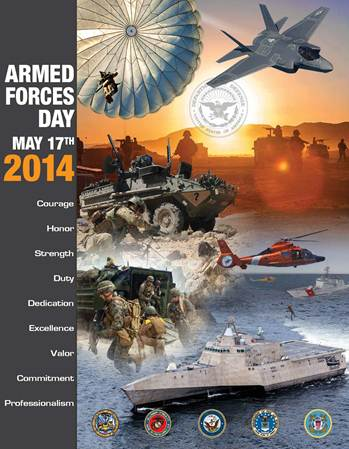 ARMED
FORCES
DAY
MAY 17TH
2014
Courage
Honor
Strength
Duty
Dedication
Excellence
Valor
Commitment
Professionalism